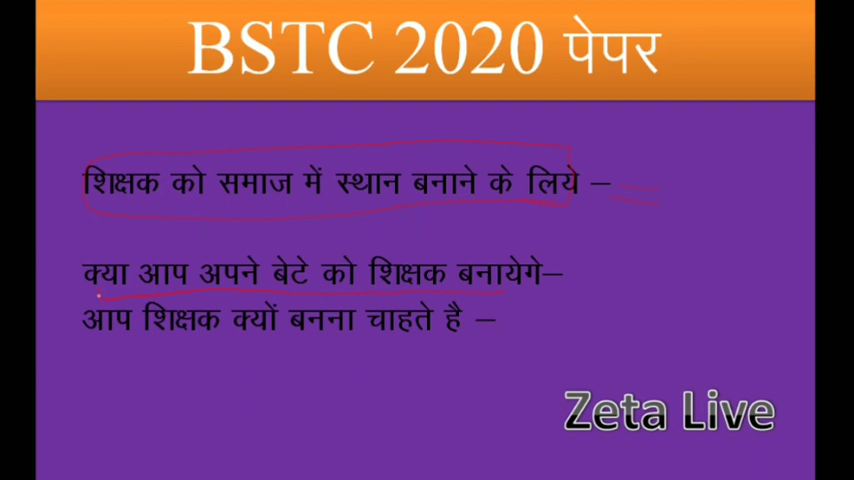 BSTC 2020 पेपर
शिक्षक को समाज में स्थान बनाने के लिये –
क्या आप अपने बेटे को शिक्षक बनायेगे–
आप शिक्षक क्यों बनना चाहते है –
Zeta Live